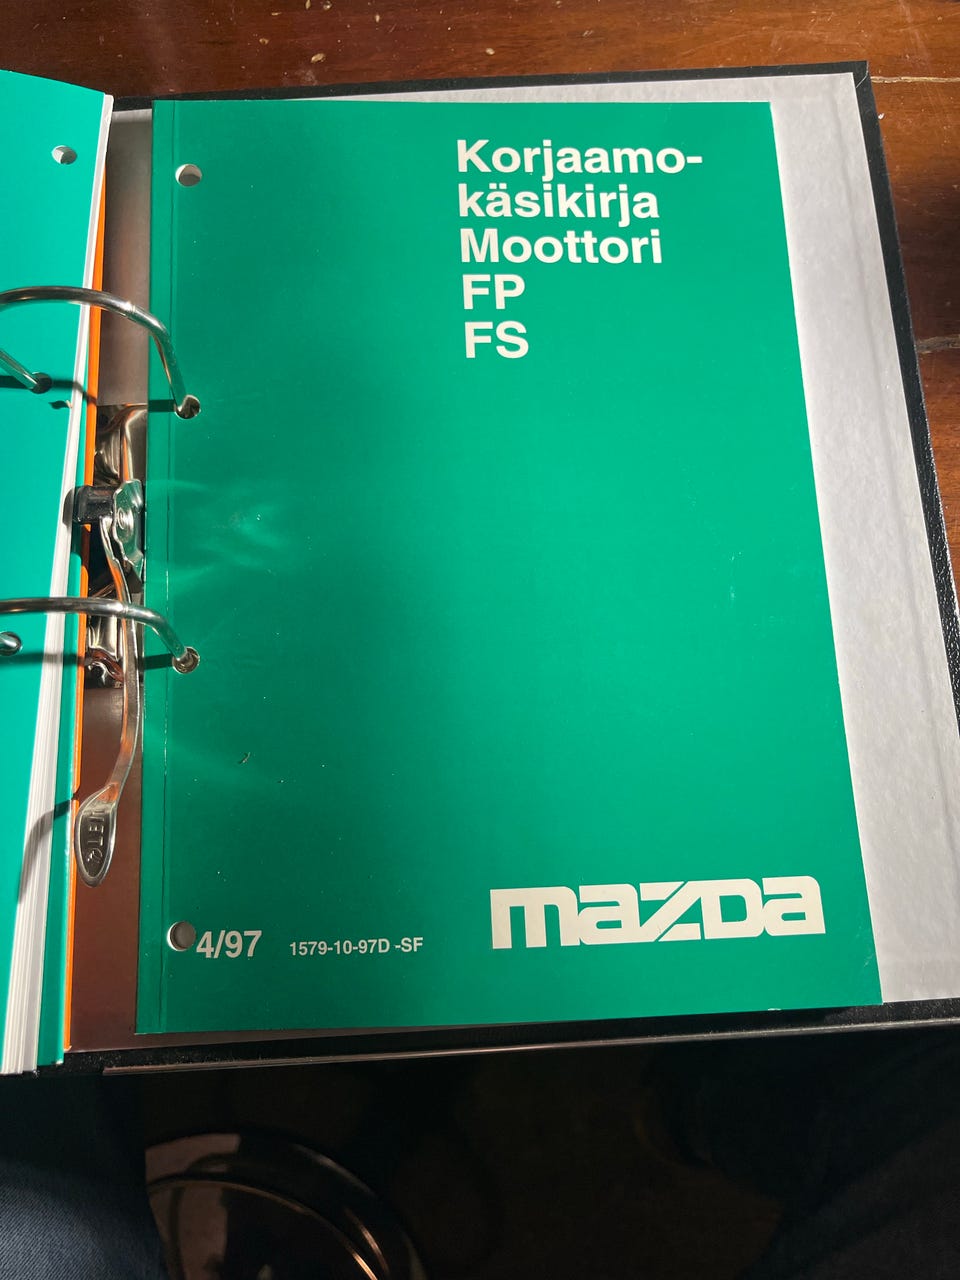 Korjaamo-
käsikirja
Moottori
FP
FS
4/97 1579-10-97D -SF
mazda